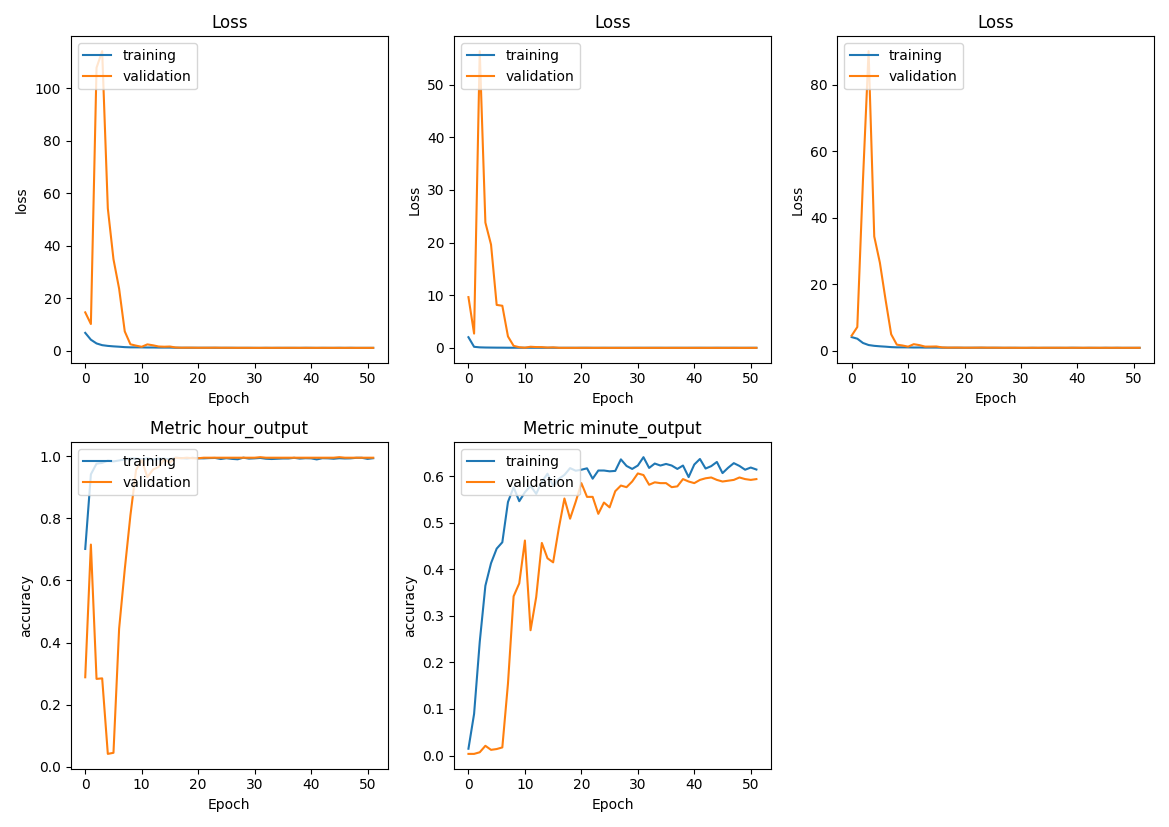 Loss
training
validation
loss
100
80
60
40
20
0
0 10 20 30 40 50
Epoch
Loss
training
validation
Loss
50
40
30
20
10
0
0 10 20 30 40 50
Epoch
Loss
training
validation
Loss
80
60
40
20
0
0 10 20 30 40 50
Epoch
Metric hour_output
training
validation
accuracy
1.0
0.8
0.6
0.4
0.2
0.0
0 10 20 30 40 50
Epoch
Metric minute_output
training
validation
accuracy
0.6
0.5
0.4
0.3
0.2
0.1
0.0
0 10 20 30 40 50
Epoch